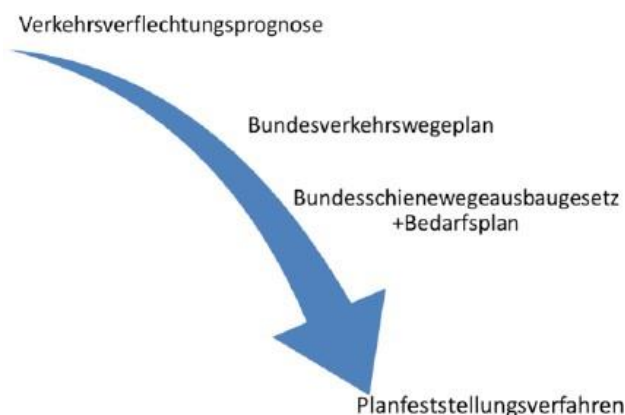 Verkehrsverflechtungsprognose
Bundesverkehrswegeplan
Bundesschienewegeausbaugesetz
+Bedarfsplan
Planfeststellungsverfahren